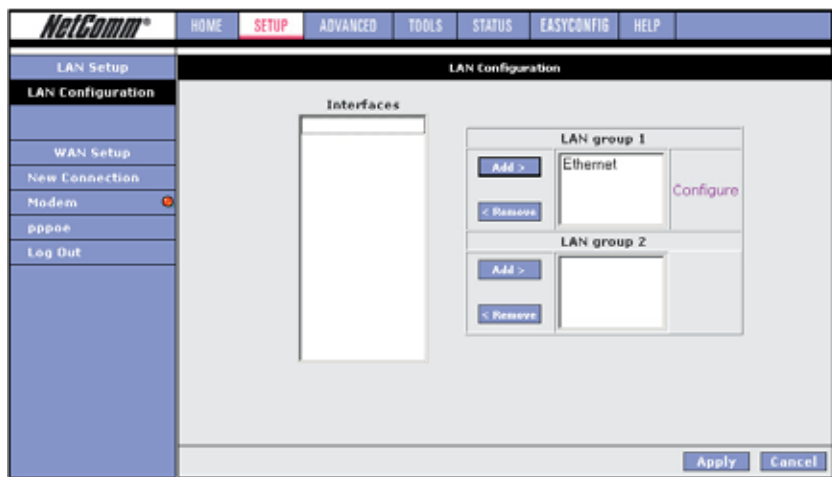 NetComm®
HOME SETUP ADVANCED TOOLS STATUS EASYCONFIG HELP
LAN Setup
LAN Configuration
WAN Setup
New Connection
Modem
pppoe
Log Out
LAN Configuration
Interfaces
LAN group 1
Add >
Ethernet
Configure
< Remove
LAN group 2
Add >
< Remove
Apply Cancel